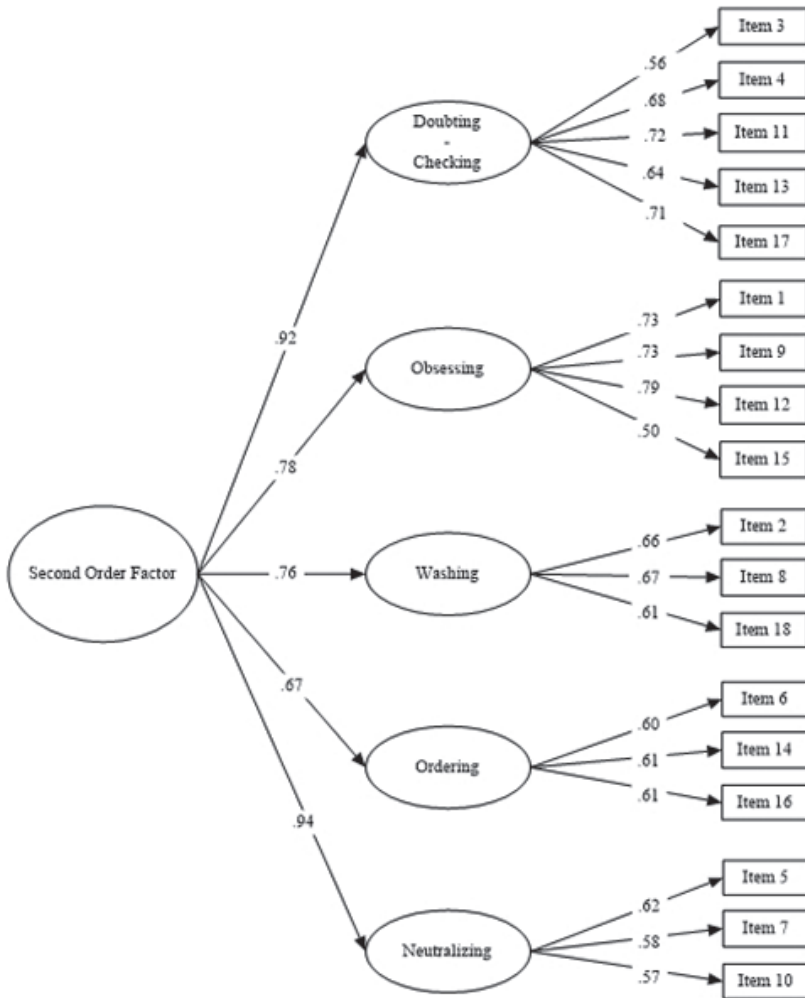 Item 3
.56
Item 4
.68
Doubting
-
Checking
.72
Item 11
.64
Item 13
.71
Item 17
.92
Item 1
.73
Obsessing
.73
Item 9
.79
Item 12
.50
Item 15
.78
Item 2
.66
Second Order Factor
.76
Washing
.67
Item 8
.61
Item 18
.67
Item 6
.60
Ordering
.61
Item 14
.61
Item 16
.94
Item 5
.62
Neutralizing
.58
Item 7
.57
Item 10